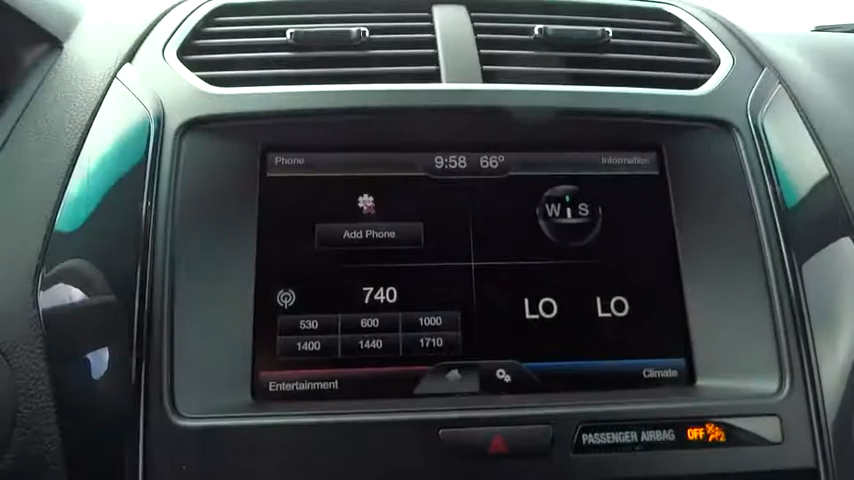 Phone 9:58 66° Information
W S
Add Phone
740
LO LO
530 600 1000
1400 1440 1710
Entertainment Climate
PASSENGER AIRBAG OFF